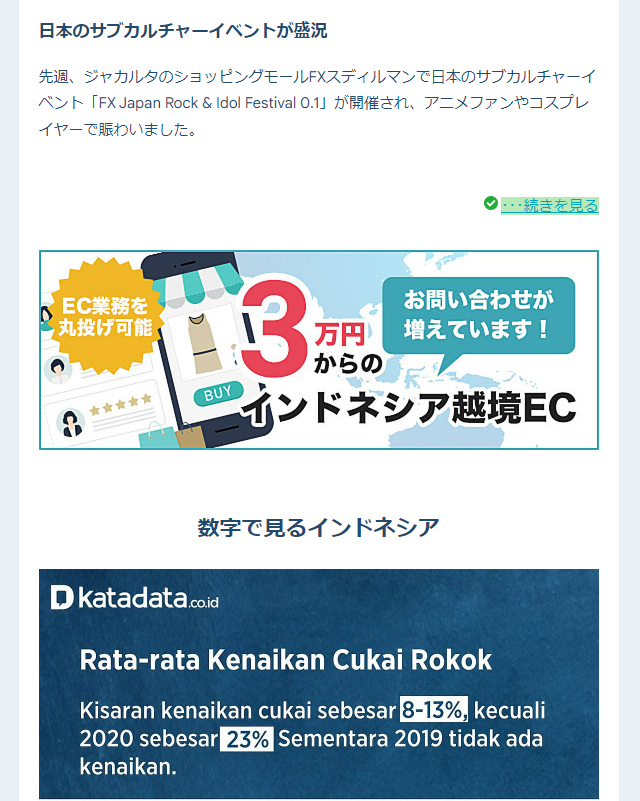 日本のサブカルチャーイベントが盛況
先週、ジャカルタのショッピングモールFXスディルマンで日本のサブカルチャーイ
ベント「FX Japan Rock & Idol Festival 0.1」が開催され、アニメファンやコスプレ
イヤーで賑わいました。
･･･続きを見る
EC業務を
丸投げ可能
3万円
からの
お問い合わせが
増えています！
BUY
インドネシア越境EC
数字で見るインドネシア
katadata.co.id
Rata-rata Kenaikan Cukai Rokok
Kisaran kenaikan cukai sebesar 8-13%, kecuali
2020 sebesar 23% Sementara 2019 tidak ada
kenaikan.